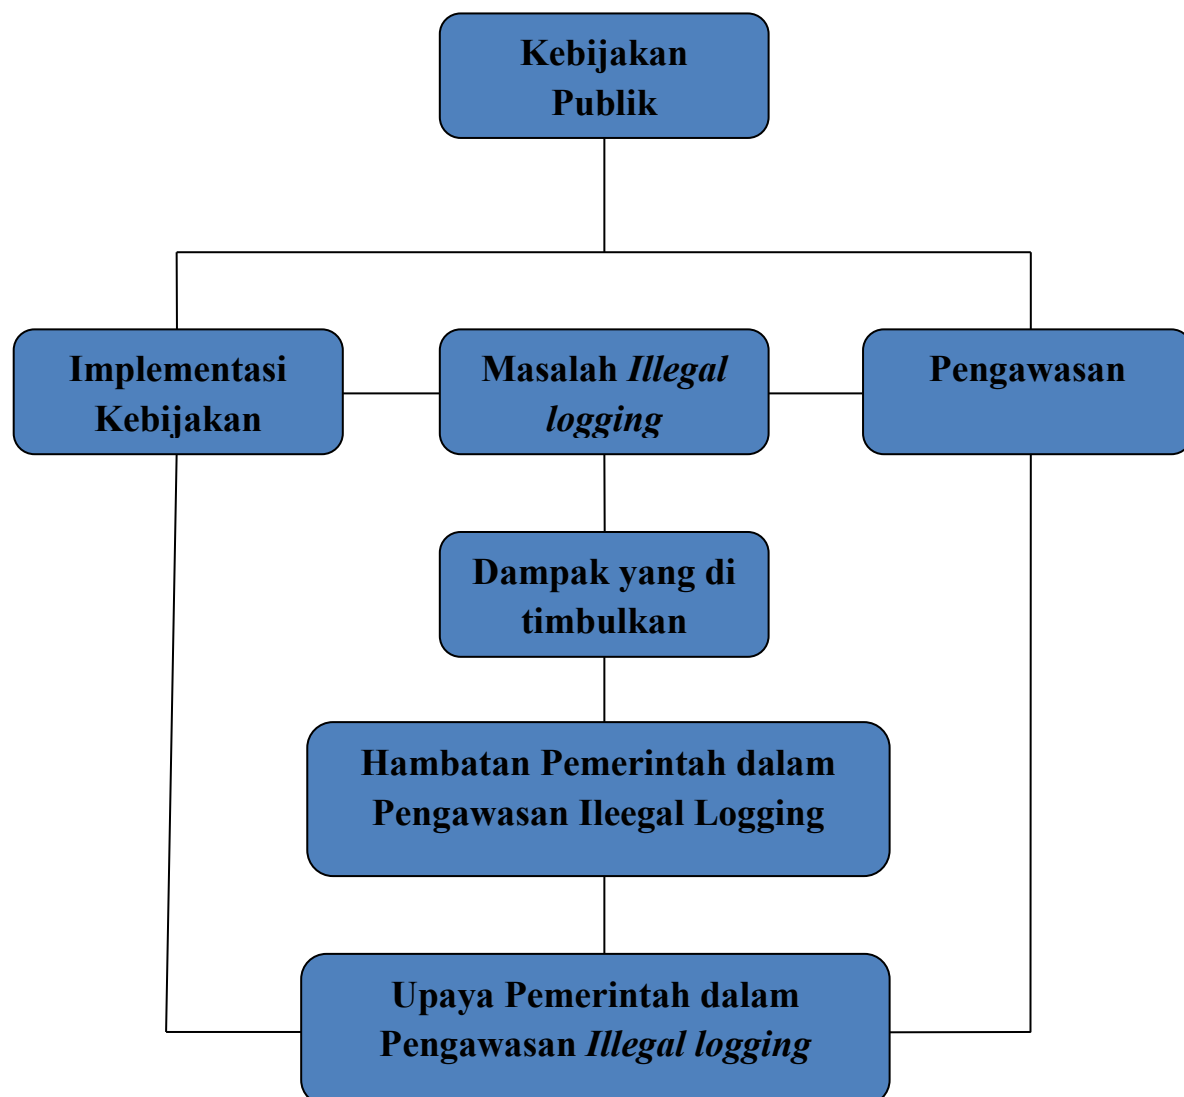 Kebijakan
Publik
Implementasi
Kebijakan
Masalah Illegal
logging
Pengawasan
Dampak yang di
timbulkan
Hambatan Pemerintah dalam
Pengawasan Ileegal Logging
Upaya Pemerintah dalam
Pengawasan Illegal logging